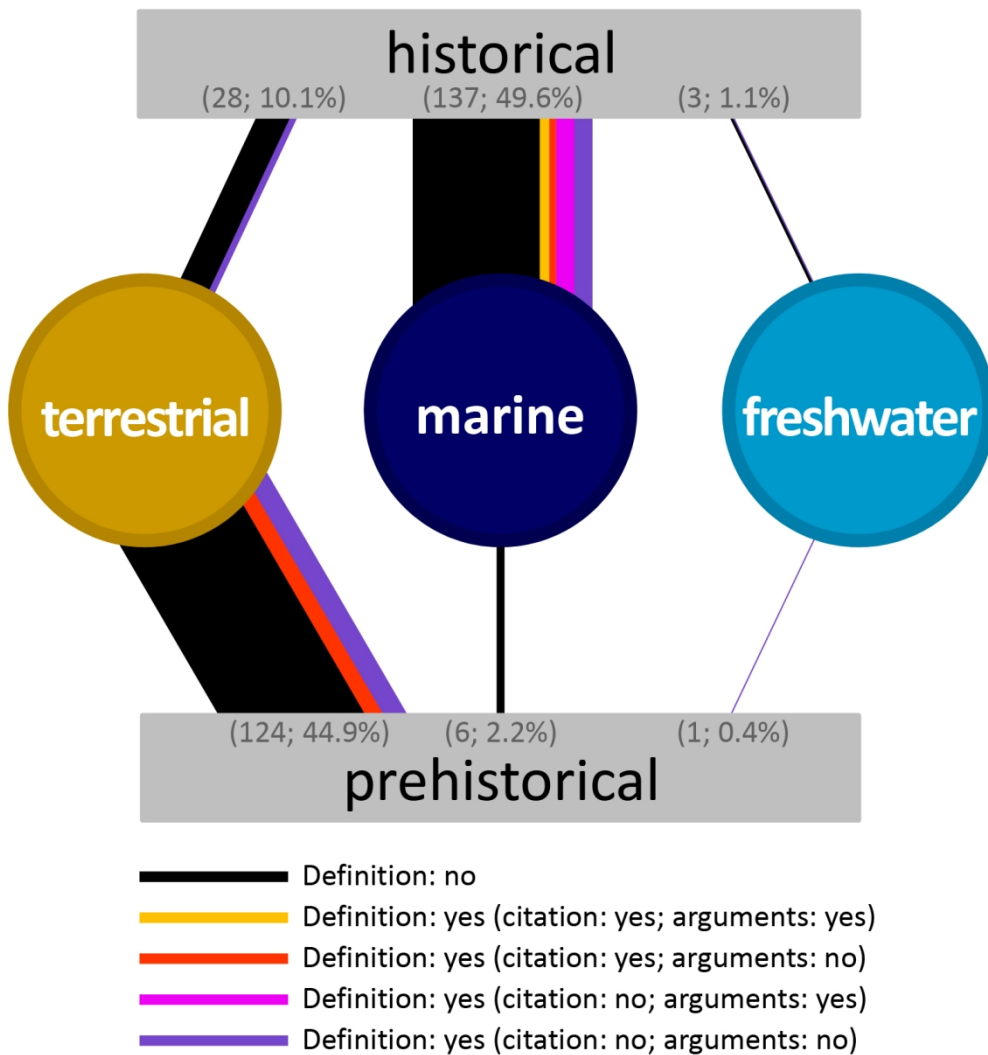 historical
(28; 10.1%) (137; 49.6%) (3; 1.1%)
terrestrial marine freshwater
(124; 44.9%) (6; 2.2%) (1; 0.4%)
prehistorical
Definition: no
Definition: yes (citation: yes; arguments: yes)
Definition: yes (citation: yes; arguments: no)
Definition: yes (citation: no; arguments: yes)
Definition: yes (citation: no; arguments: no)